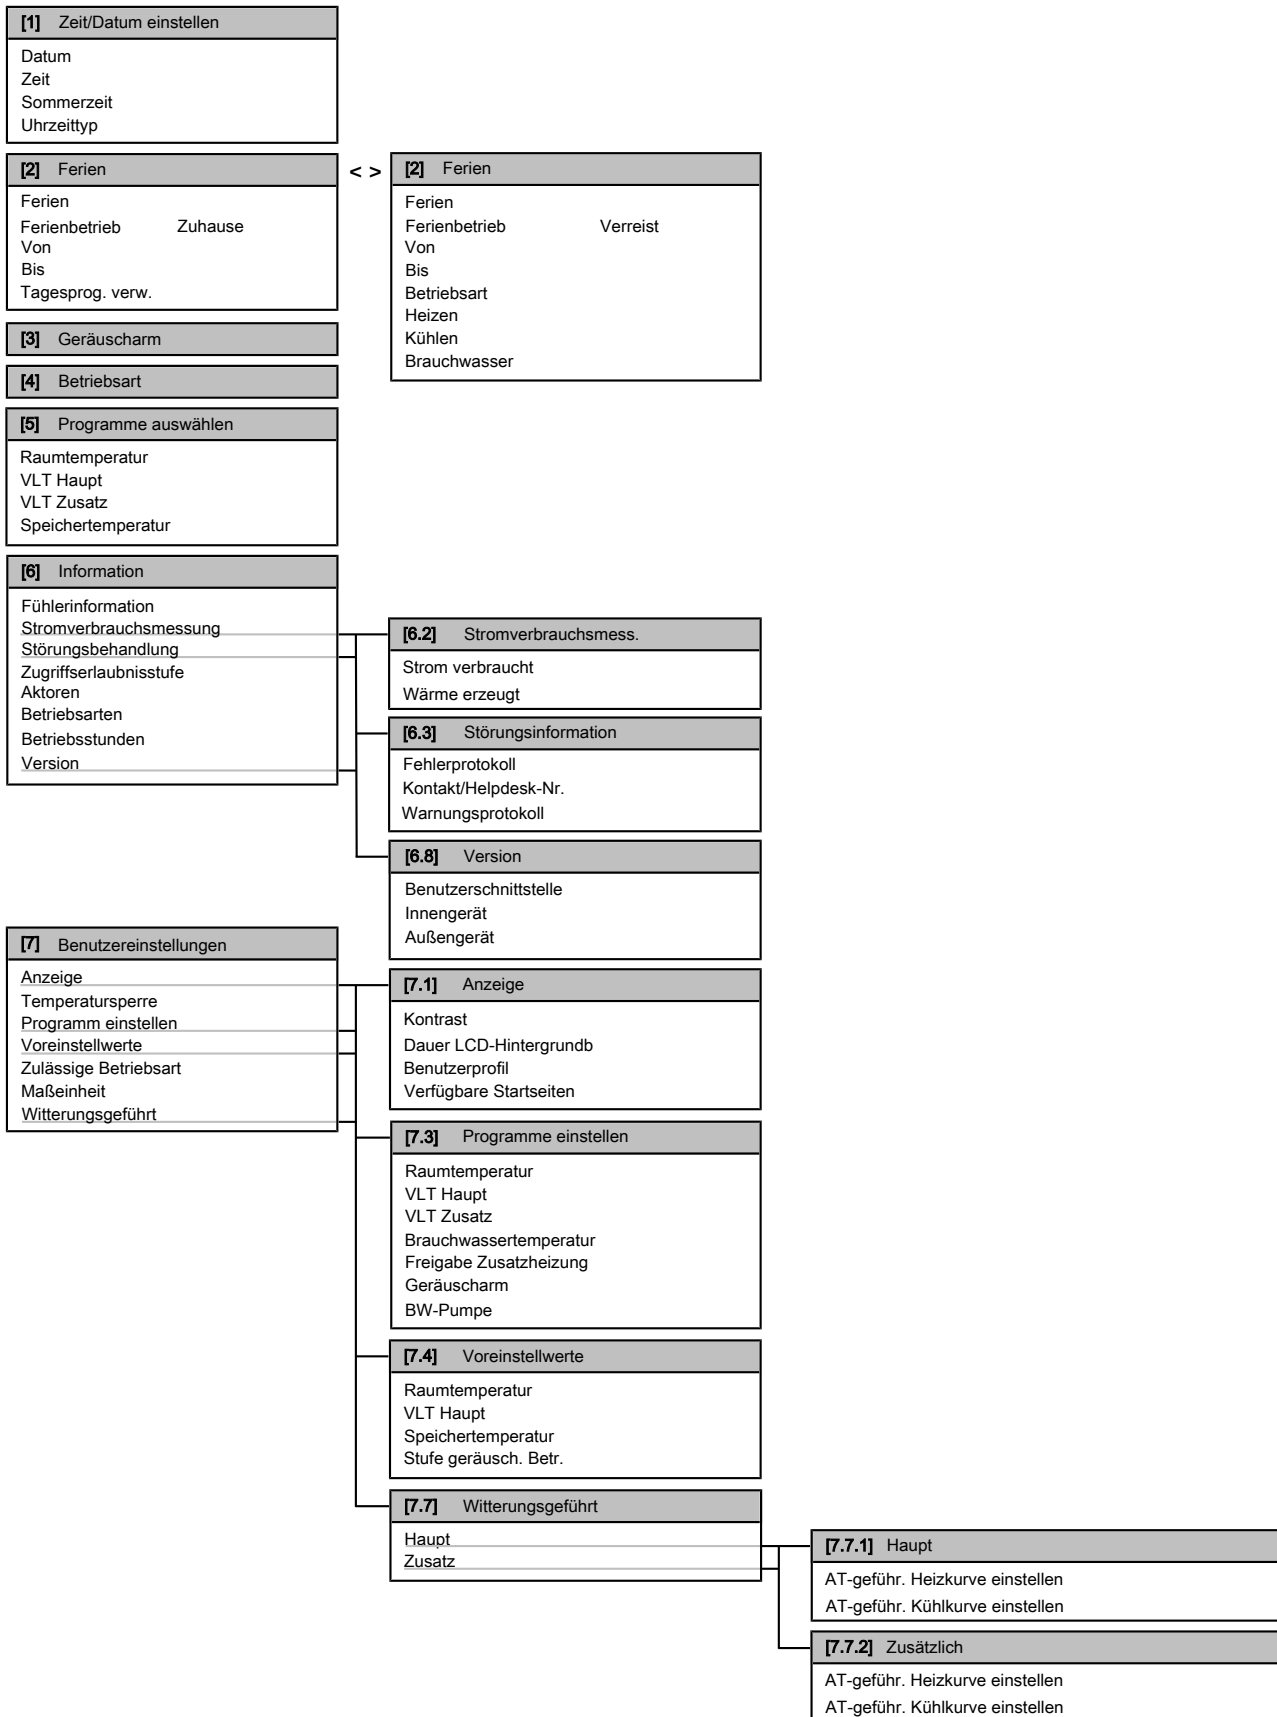 [1] Zeit/Datum einstellen
Datum
Zeit
Sommerzeit
Uhrzeittyp
[2] Ferien
Ferien
Ferienbetrieb Zuhause
Von
Bis
Tagesprog. verw.
< >
[2] Ferien
Ferien
Ferienbetrieb Verreist
Von
Bis
Betriebsart
Heizen
Kühlen
Brauchwasser
[3] Geräuscharm
[4] Betriebsart
[5] Programme auswählen
Raumtemperatur
VLT Haupt
VLT Zusatz
Speichertemperatur
[6] Information
Fühlerinformation
Stromverbrauchsmessung
Störungsbehandlung
Zugriffserlaubnisstufe
Aktoren
Betriebsarten
Betriebsstunden
Version
[6.2] Stromverbrauchsmess.
Strom verbraucht
Wärme erzeugt
[6.3] Störungsinformation
Fehlerprotokoll
Kontakt/Helpdesk-Nr.
Warnungsprotokoll
[6.8] Version
Benutzerschnittstelle
Innengerät
Außengerät
[7] Benutzereinstellungen
Anzeige
Temperatursperre
Programm einstellen
Voreinstellwerte
Zulässige Betriebsart
Maßeinheit
Witterungsgeführt
[7.1] Anzeige
Kontrast
Dauer LCD-Hintergrundb
Benutzerprofil
Verfügbare Startseiten
[7.3] Programme einstellen
Raumtemperatur
VLT Haupt
VLT Zusatz
Brauchwassertemperatur
Freigabe Zusatzheizung
Geräuscharm
BW-Pumpe
[7.4] Voreinstellwerte
Raumtemperatur
VLT Haupt
Speichertemperatur
Stufe geräusch. Betr.
[7.7] Witterungsgeführt
Haupt
Zusatz
[7.7.1] Haupt
AT-geführ. Heizkurve einstellen
AT-geführ. Kühlkurve einstellen
[7.7.2] Zusätzlich
AT-geführ. Heizkurve einstellen
AT-geführ. Kühlkurve einstellen